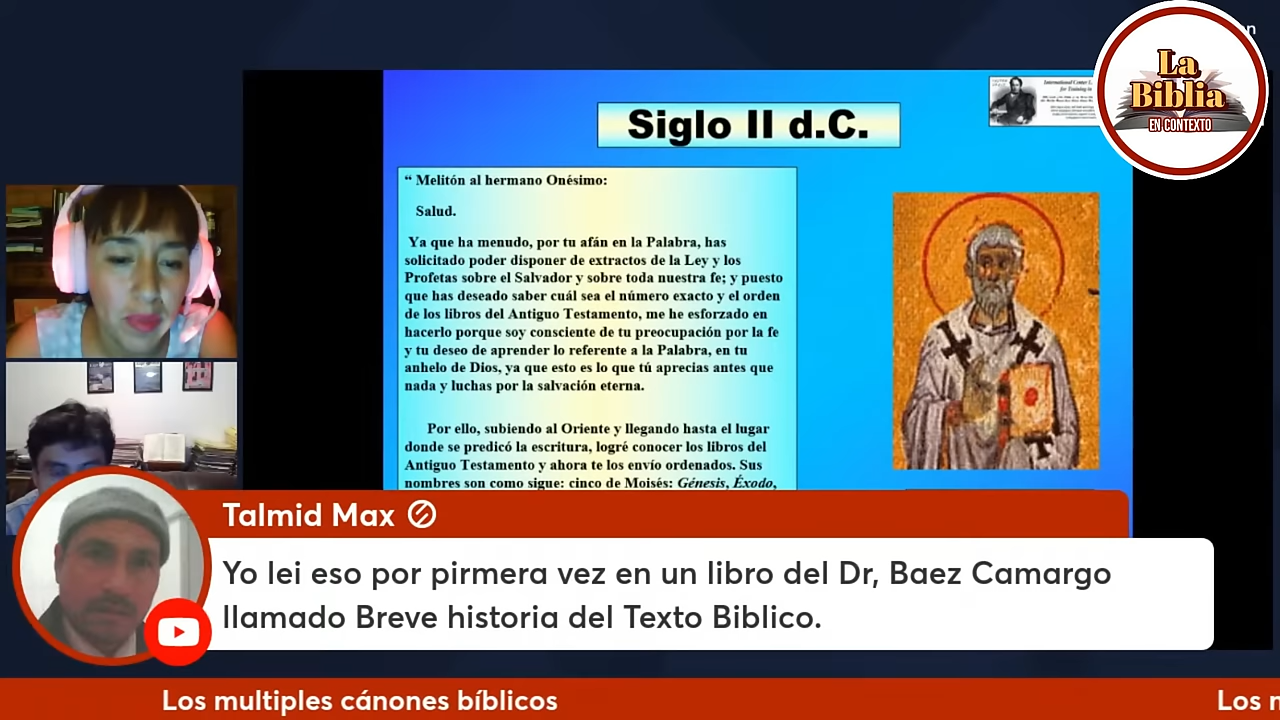 on
La
Biblia
EN CONTEXTO
International Center
for Training in
Siglo II d.C.
“ Melitón al hermano Onésimo:
Salud.
Ya que ha menudo, por tu afán en la Palabra, has
solicitado poder disponer de extractos de la Ley y los
Profetas sobre el Salvador y sobre toda nuestra fe; y puesto
que has deseado saber cuál sea el número exacto y el orden
de los libros del Antiguo Testamento, me he esforzado en
hacerlo porque soy consciente de tu preocupación por la fe
y tu deseo de aprender lo referente a la Palabra, en tu
anhelo de Dios, ya que esto es lo que tú aprecias antes que
nada y luchas por la salvación eterna.
Por ello, subiendo al Oriente y llegando hasta el lugar
donde se predicó la escritura, logré conocer los libros del
Antiguo Testamento y ahora te los envío ordenados. Sus
nombres son como sigue: cinco de Moisés: Génesis, Éxodo,
Talmid Max
Yo lei eso por pirmera vez en un libro del Dr, Baez Camargo
llamado Breve historia del Texto Biblico.
Los multiples cánones bíblicos
Los